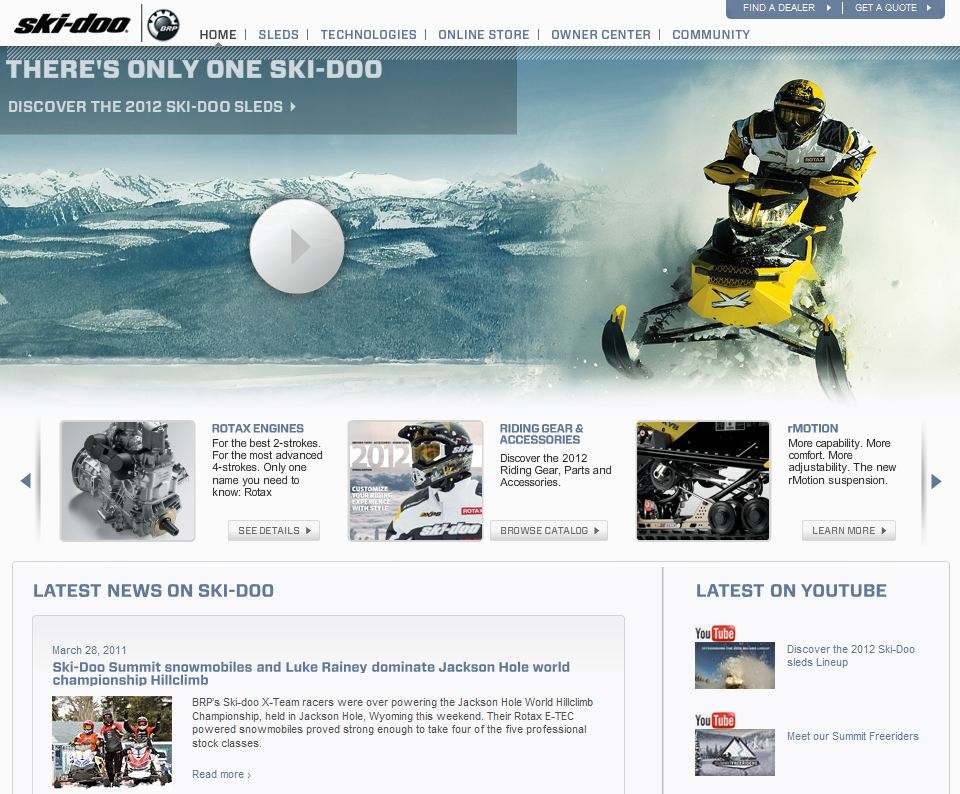 ski-doo
BRP
FIND A DEALER
GET A QUOTE
HOME
SLEDS
TECHNOLOGIES
ONLINE STORE
OWNER CENTER
COMMUNITY
THERE'S ONLY ONE SKI-DOO
DISCOVER THE 2012 SKI-DOO SLEDS
ROTAX
ski-doo
ROTAX ENGINES
For the best 2-strokes.
For the most advanced
4-strokes. Only one
name you need to
know: Rotax
SEE DETAILS
2012
CUSTOMIZE
YOUR RIDING
EXPERIENCE
WITH STYLE
ROTAX
ski-doo
RIDING GEAR &
ACCESSORIES
Discover the 2012
Riding Gear, Parts and
Accessories.
BROWSE CATALOG
rMOTION
More capability. More
comfort. More
adjustability. The new
rMotion suspension.
LEARN MORE
LATEST NEWS ON SKI-DOO
March 28, 2011
Ski-Doo Summit snowmobiles and Luke Rainey dominate Jackson Hole world
championship Hillclimb
BRP's Ski-doo X-Team racers were over powering the Jackson Hole World Hillclimb
Championship, held in Jackson Hole, Wyoming this weekend. Their Rotax E-TEC
powered snowmobiles proved strong enough to take four of the five professional
stock classes.
Read more ›
LATEST ON YOUTUBE
YouTube
Discover the 2012 Ski-Doo
sleds Lineup
YouTube
Meet our Summit Freeriders